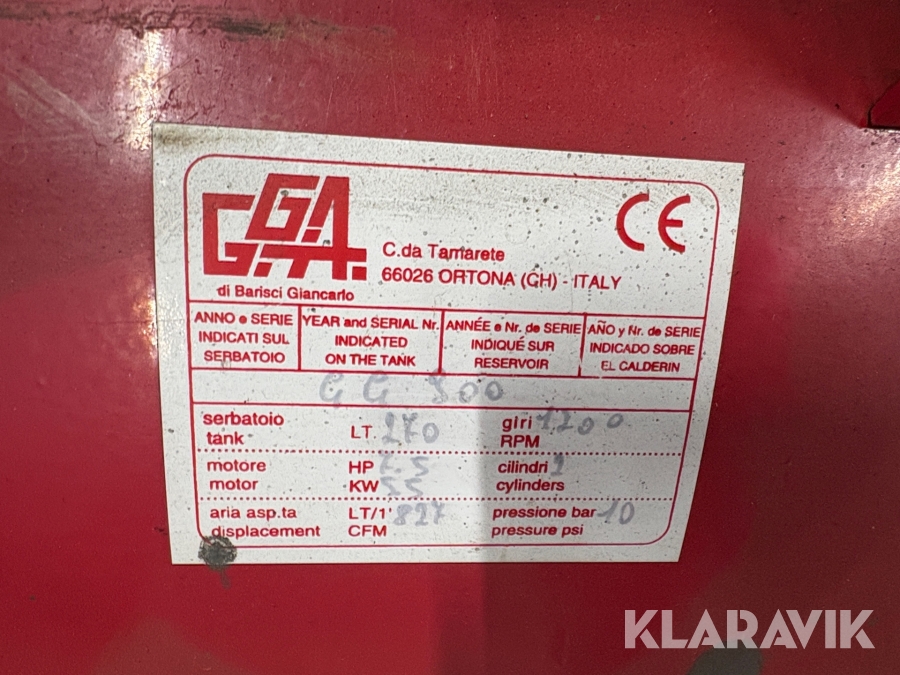 G.G.A.
di Barisci Giancarlo
C.da Tamarete
66026 ORTONA (CH) - ITALY
CE
ANNO e SERIE
INDICATI SUL
SERBATOIO
YEAR and SERIAL Nr.
INDICATED
ON THE TANK
ANNÉE e Nr. de SERIE
INDIQUÉ SUR
RESERVOIR
AÑO y Nr. de SERIE
INDICADO SOBRE
EL CALDERIN
GG 800
serbatoio
tank
LT 270
giri 1200
RPM
motore
motor
HP 7.5
KW 5.5
cilindri
cylinders
aria asp.ta
displacement
LT/1' 827
CFM
pressione bar 10
pressure psi
KLARAVIK